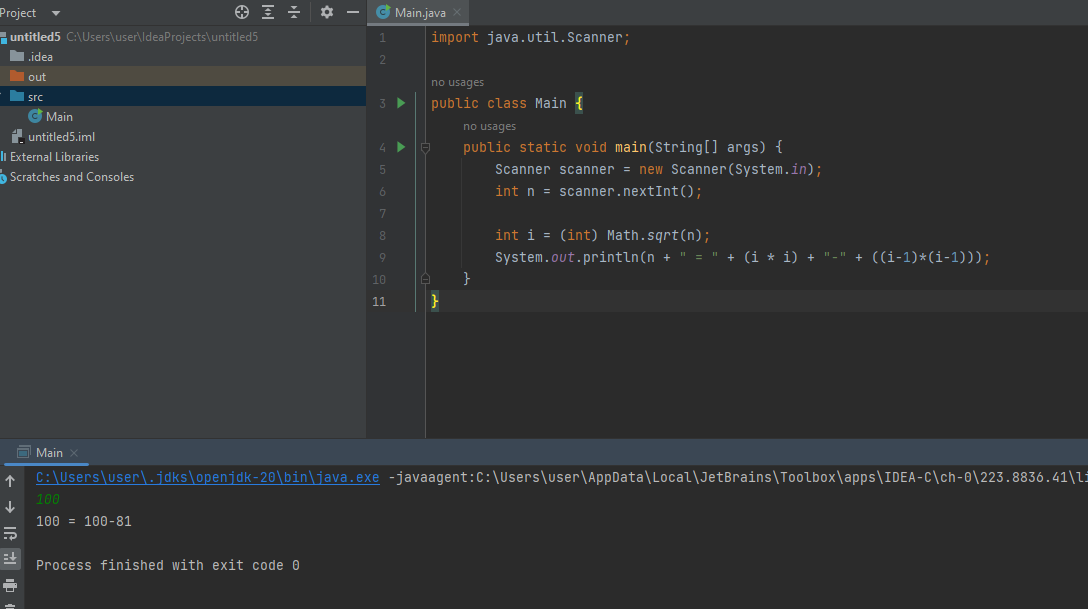 Project
Main.java
untitled5 C:\Users\user\IdeaProjects\untitled5
.idea
out
src
Main
untitled5.iml
External Libraries
Scratches and Consoles
1 import java.util.Scanner;
2
no usages
3 public class Main {
no usages
4 public static void main(String[] args) {
5 Scanner scanner = new Scanner(System.in);
6 int n = scanner.nextInt();
7
8 int i = (int) Math.sqrt(n);
9 System.out.println(n + " = " + (i * i) + "-" + ((i-1)*(i-1)));
10 }
11 }
Main
C:\Users\user\.jdks\openjdk-20\bin\java.exe -javaagent:C:\Users\user\AppData\Local\JetBrains\Toolbox\apps\IDEA-C\ch-0\223.8836.41\li
100
100 = 100-81
Process finished with exit code 0